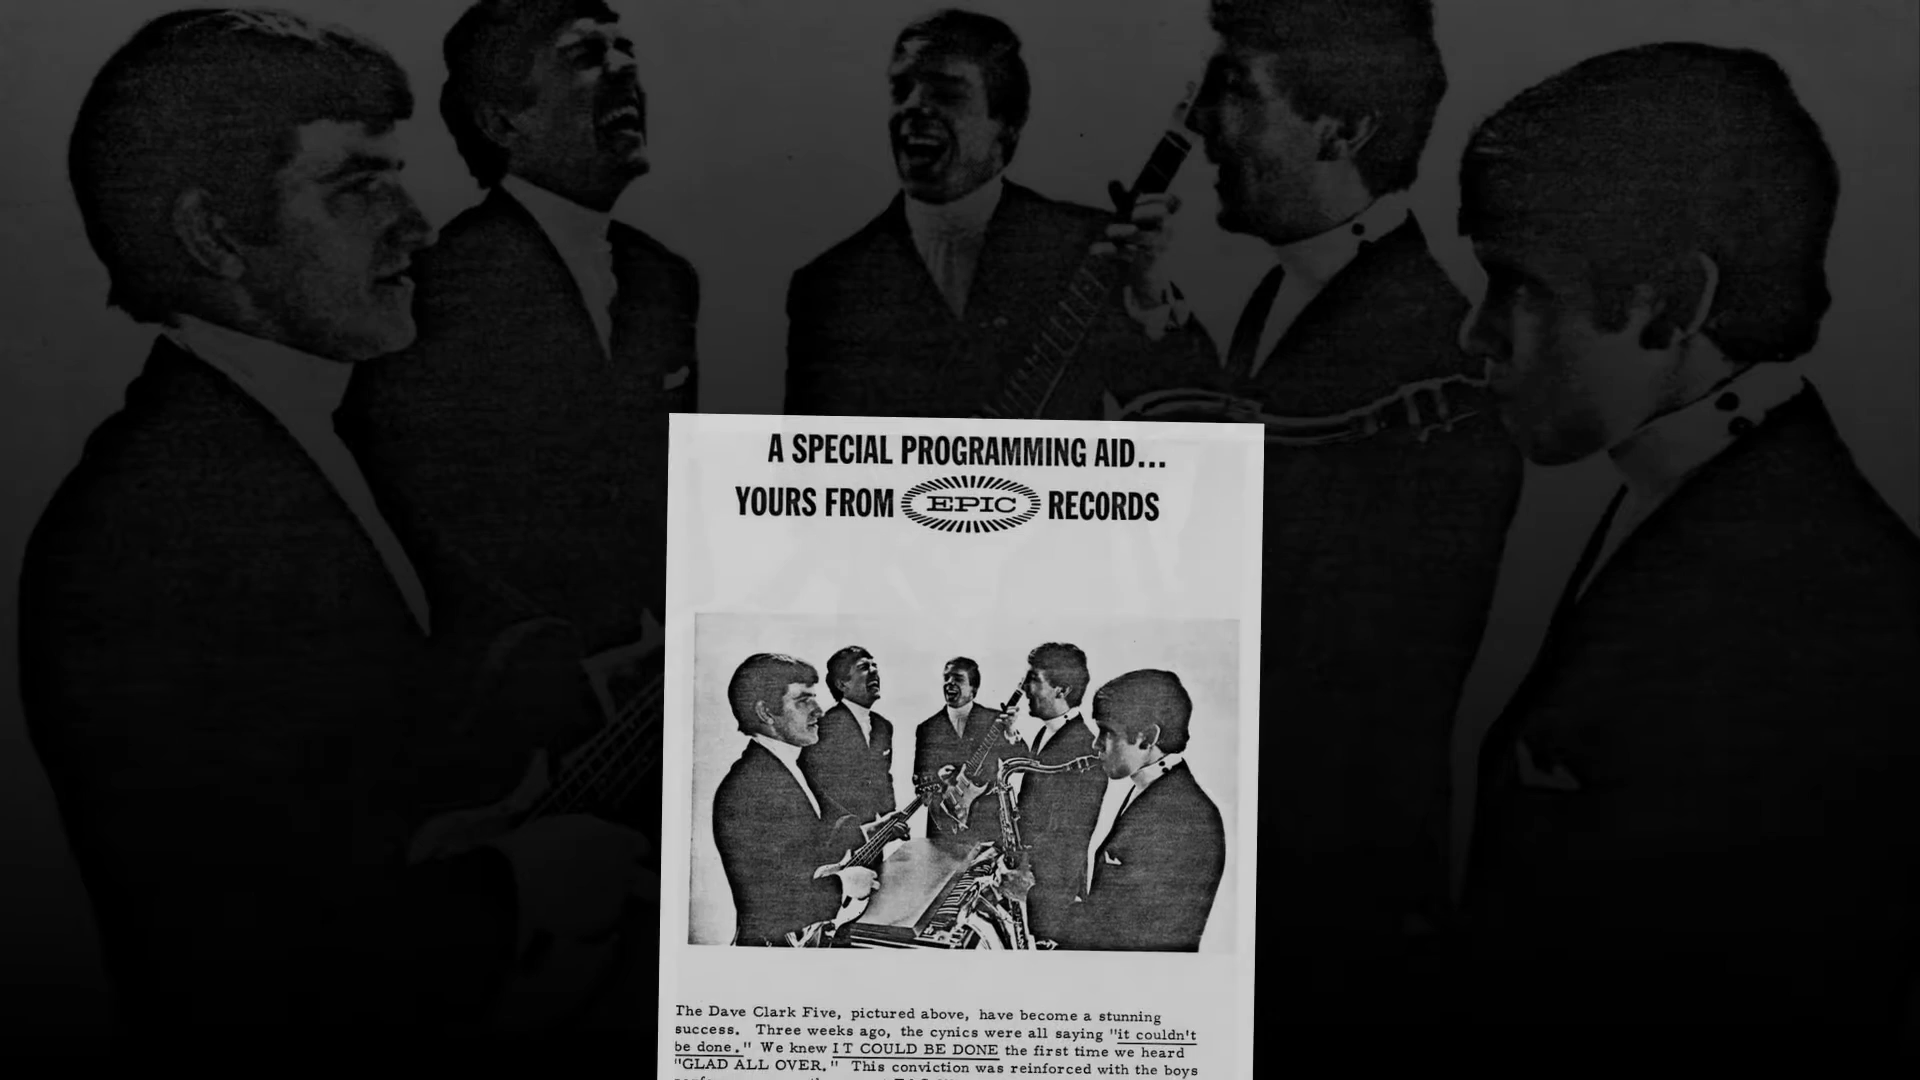 A SPECIAL PROGRAMMING AID...
YOURS FROM EPIC RECORDS
The Dave Clark Five, pictured above, have become a stunning
success. Three weeks ago, the cynics were all saying "it couldn't
be done." We knew IT COULD BE DONE the first time we heard
"GLAD ALL OVER." This conviction was reinforced with the boys